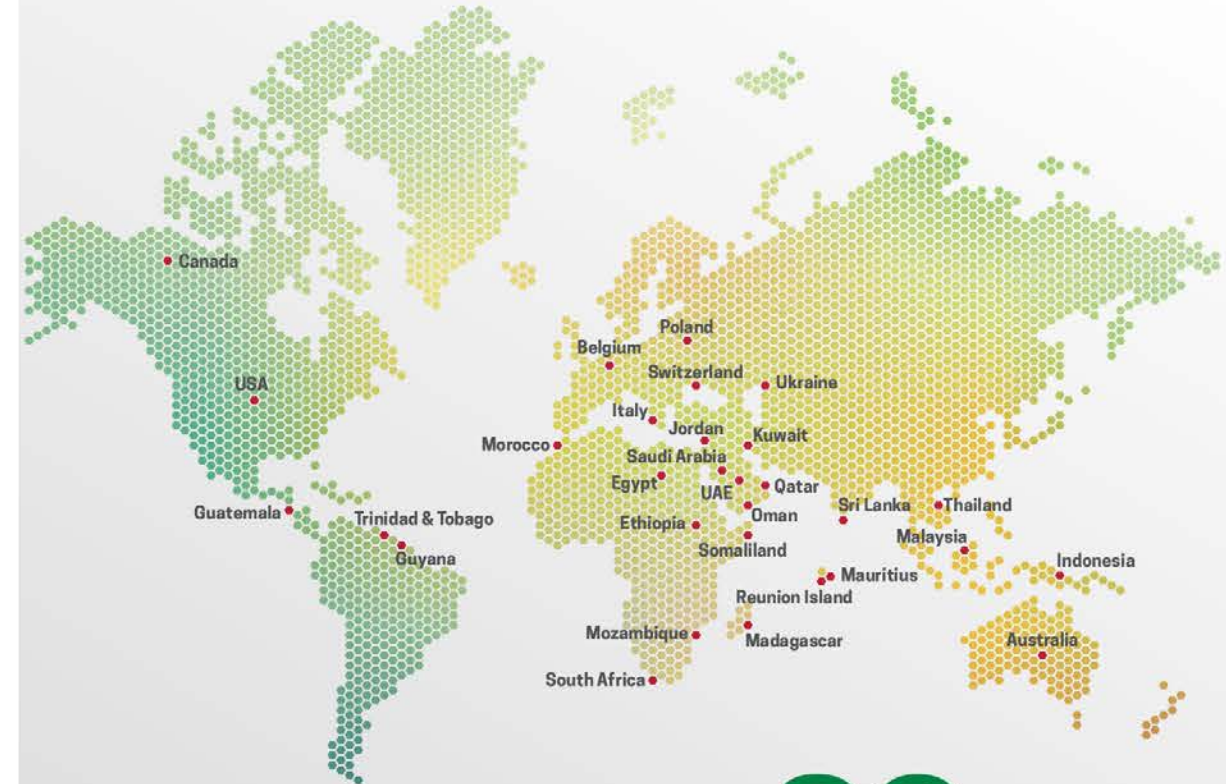 Canada
Poland
Belgium
Switzerland
USA
Ukraine
Italy
Jordan
Kuwait
Morocco
Saudi Arabia
Egypt
UAE
Qatar
Guatemala
Sri Lanka
Thailand
Trinidad & Tobago
Oman
Ethiopia
Malaysia
Somaliland
Guyana
Indonesia
Mauritius
Reunion Island
Mozambique
Madagascar
Australia
South Africa